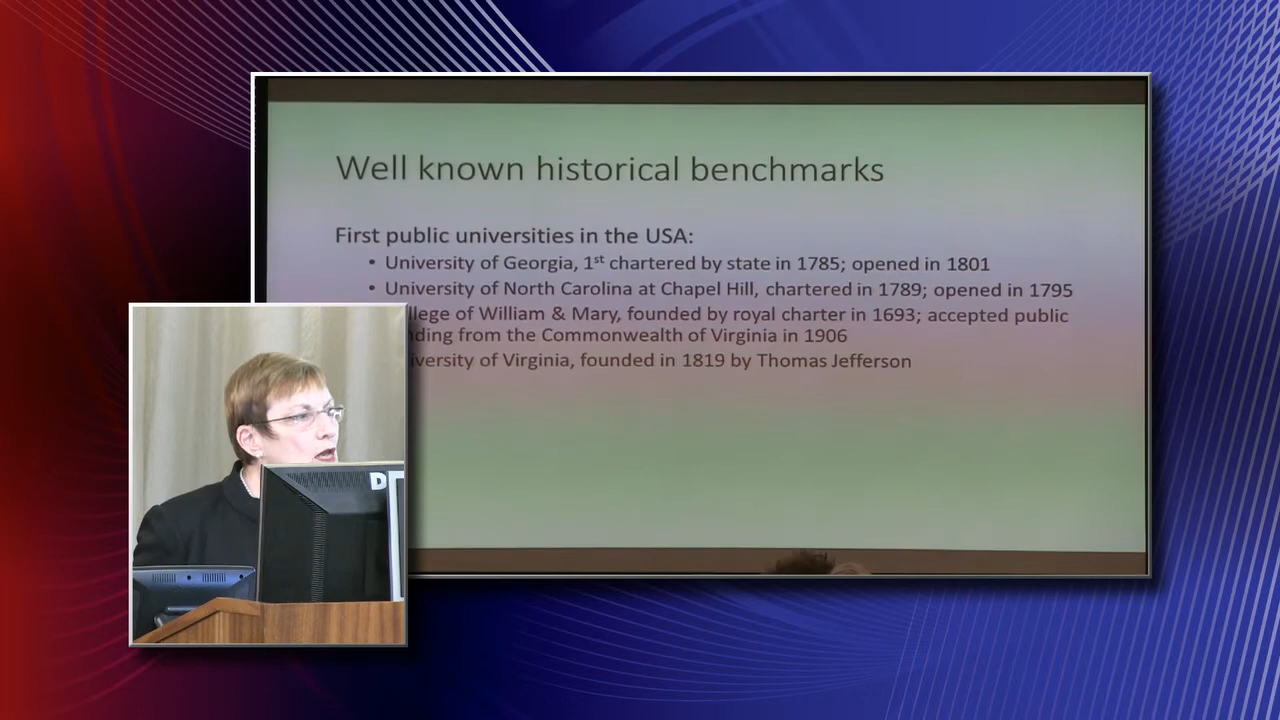 Well known historical benchmarks
First public universities in the USA:
• University of Georgia, 1st chartered by state in 1785; opened in 1801
• University of North Carolina at Chapel Hill, chartered in 1789; opened in 1795
llege of William & Mary, founded by royal charter in 1693; accepted public
nding from the Commonwealth of Virginia in 1906
iversity of Virginia, founded in 1819 by Thomas Jefferson
D